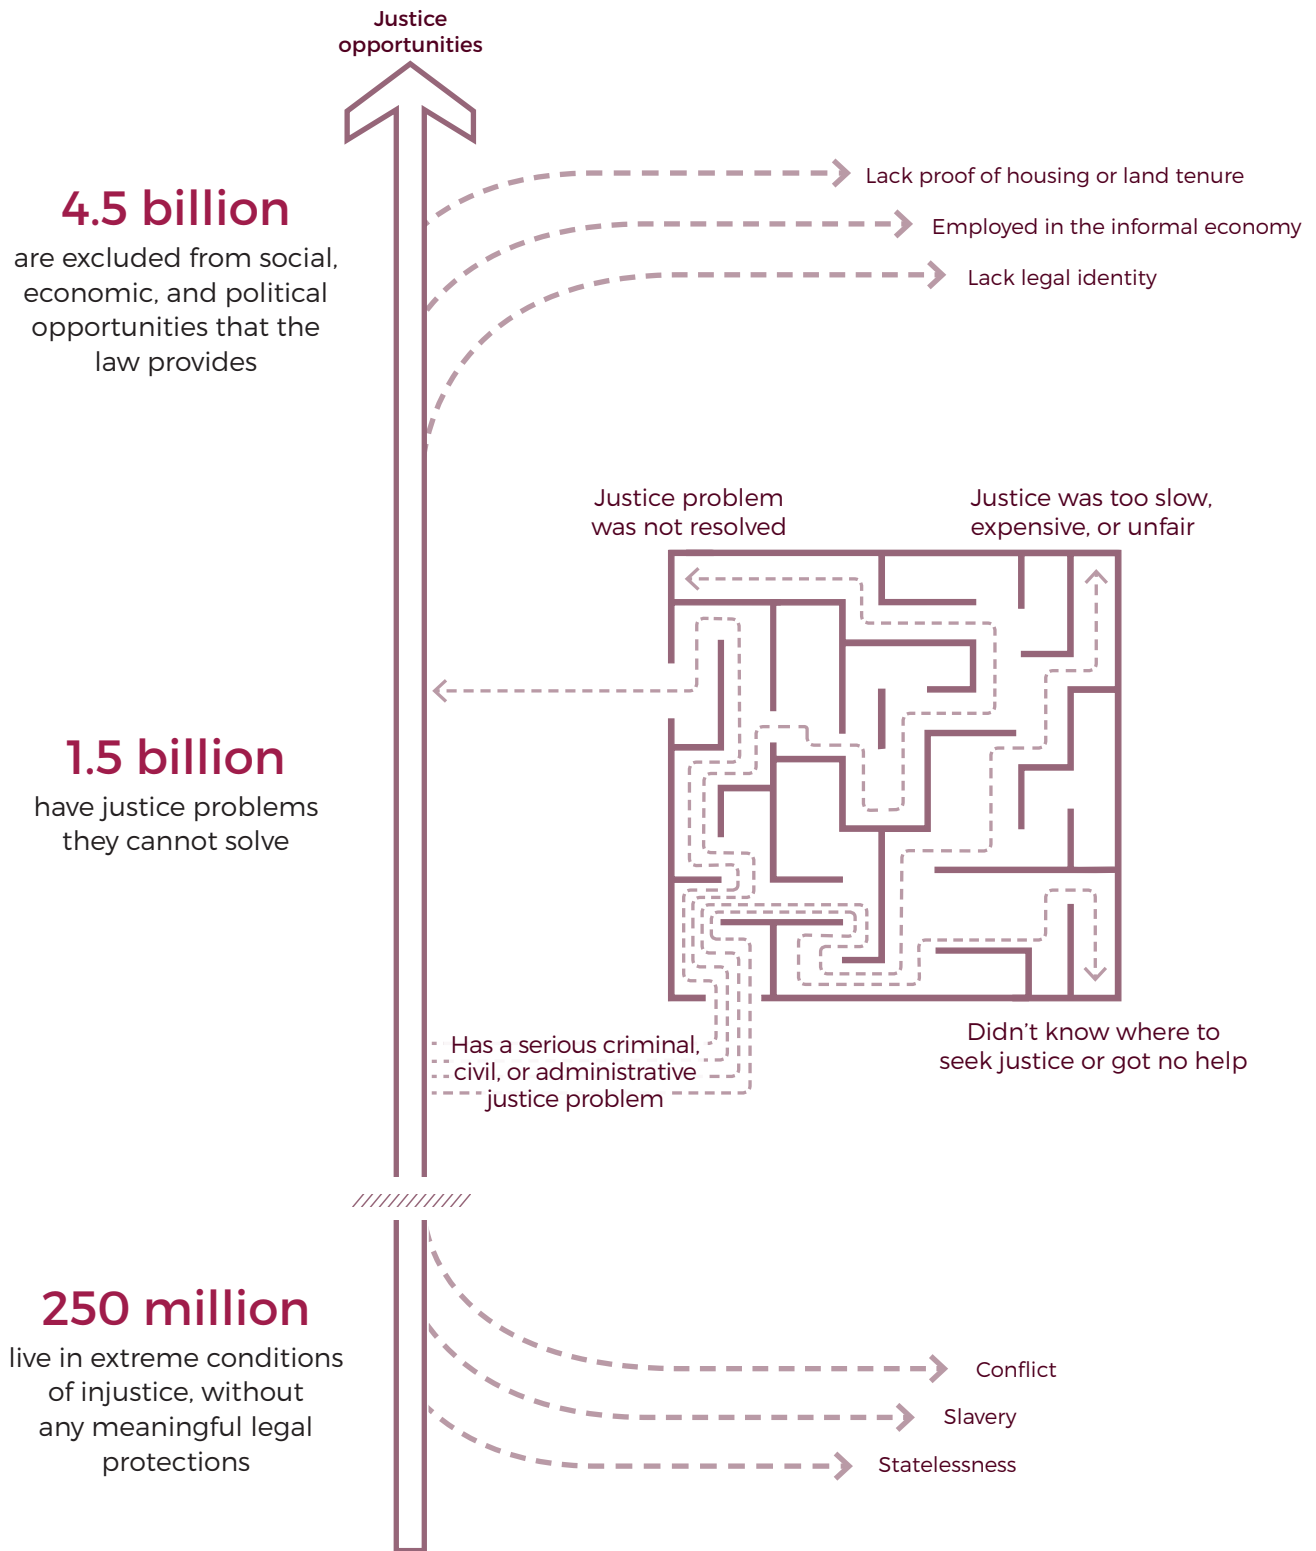 Justice
opportunities
4.5 billion
are excluded from social,
economic, and political
opportunities that the
law provides
Lack proof of housing or land tenure
Employed in the informal economy
Lack legal identity
Justice problem
was not resolved
Justice was too slow,
expensive, or unfair
1.5 billion
have justice problems
they cannot solve
Has a serious criminal,
civil, or administrative
justice problem
Didn’t know where to
seek justice or got no help
250 million
live in extreme conditions
of injustice, without
any meaningful legal
protections
Conflict
Slavery
Statelessness